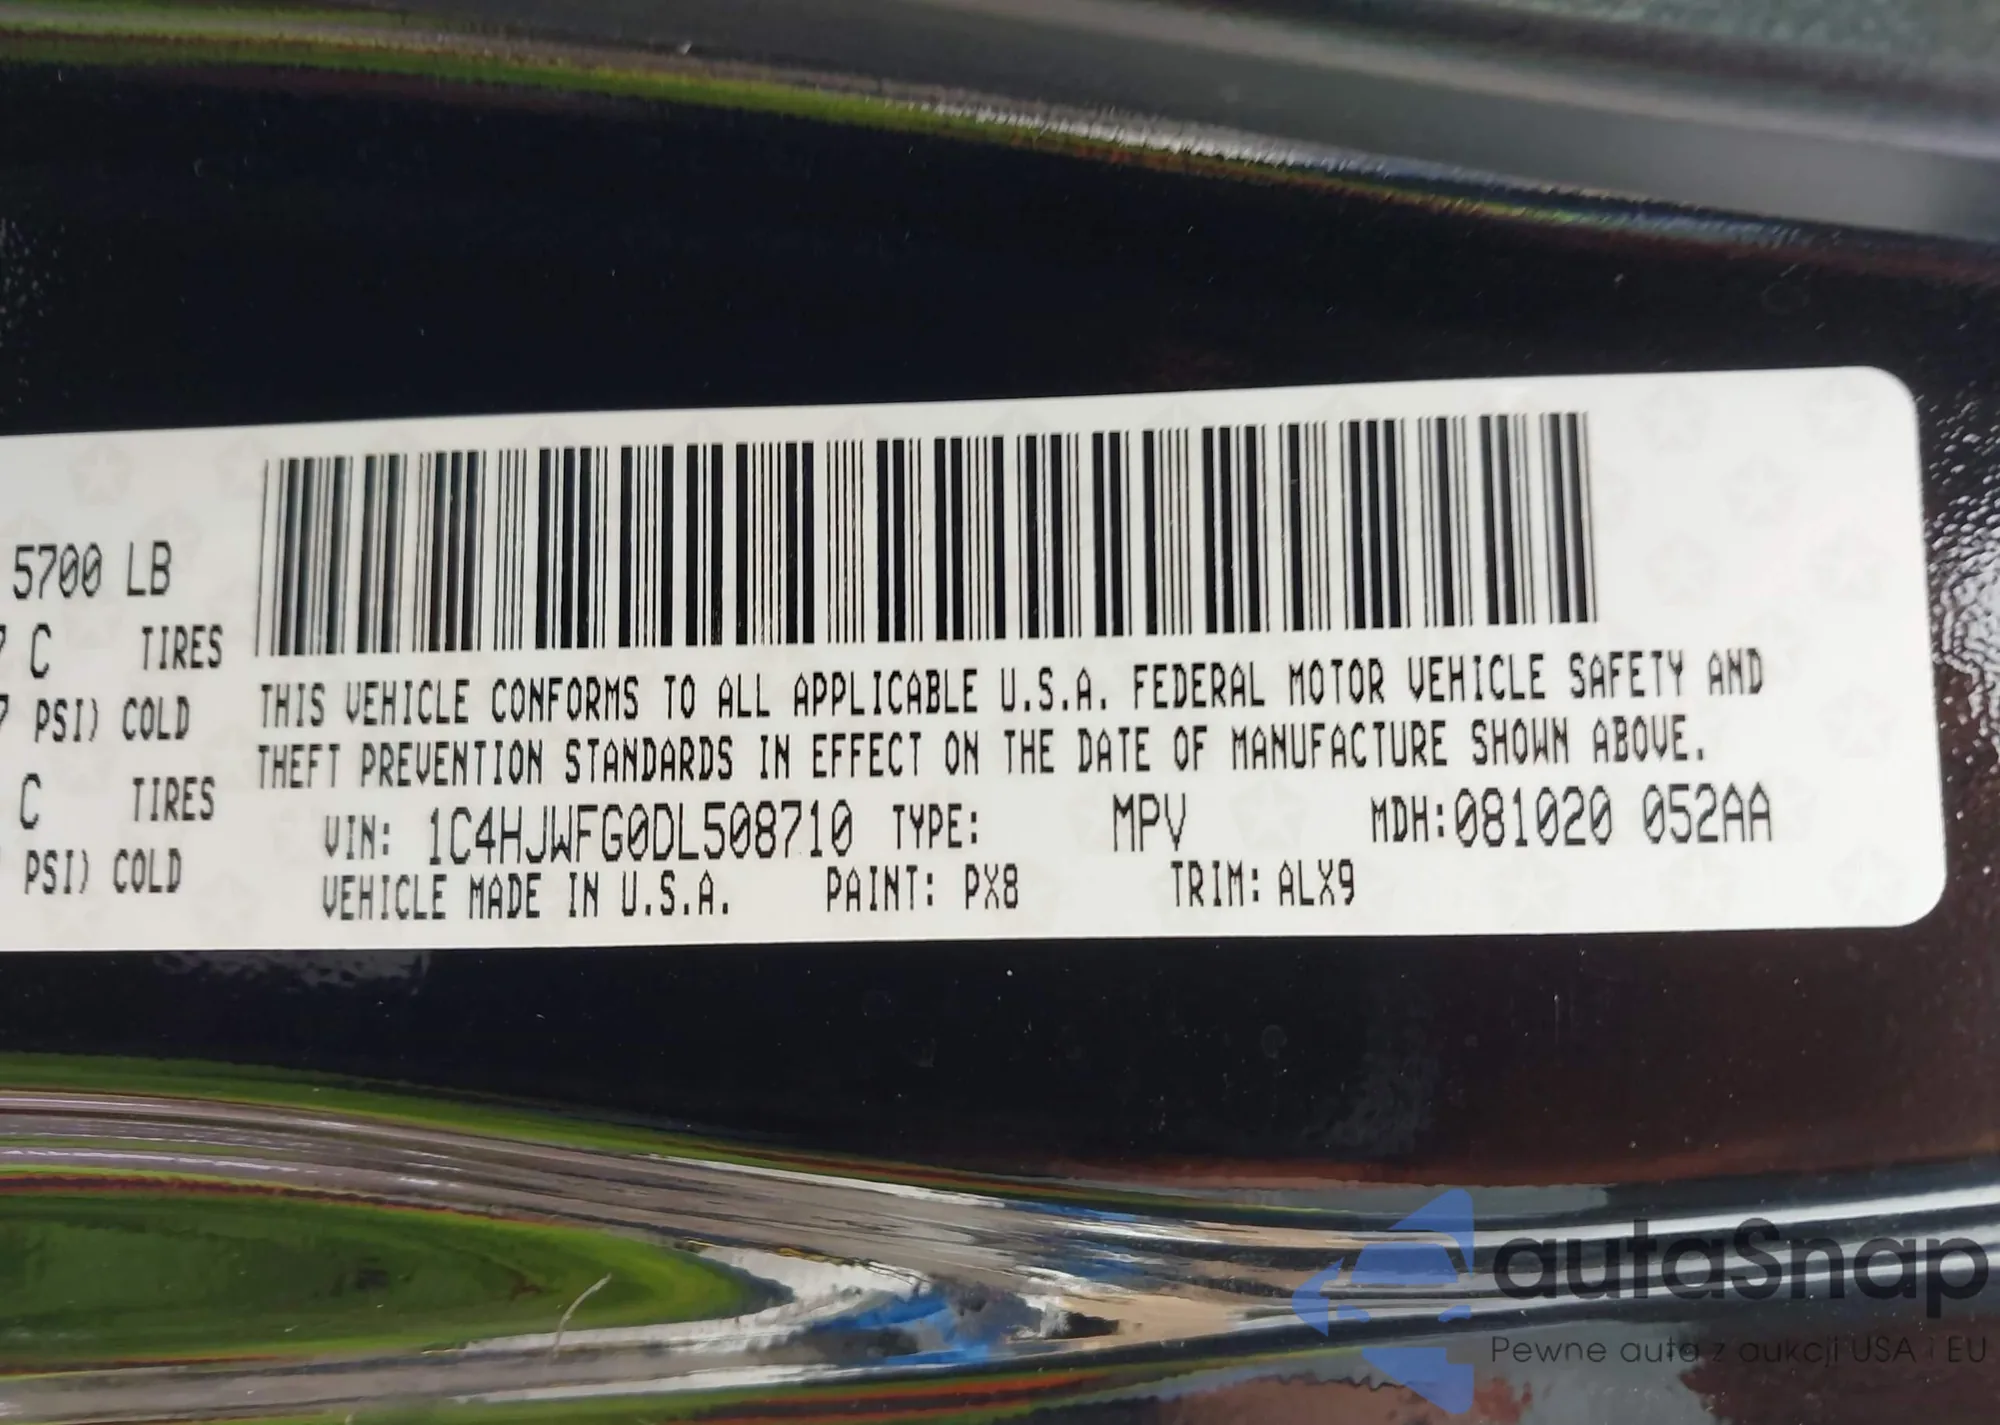 5700 LB
7 C TIRES
7 PSI) COLD
C TIRES
PSI) COLD
THIS VEHICLE CONFORMS TO ALL APPLICABLE U.S.A. FEDERAL MOTOR VEHICLE SAFETY AND
THEFT PREVENTION STANDARDS IN EFFECT ON THE DATE OF MANUFACTURE SHOWN ABOVE.
VIN: 1C4HJWFG0DL508710 TYPE: MPV MDH:081020 052AA
VEHICLE MADE IN U.S.A. PAINT: PX8 TRIM: ALX9
autaSnap
Pewne auta z aukcji USA i EU